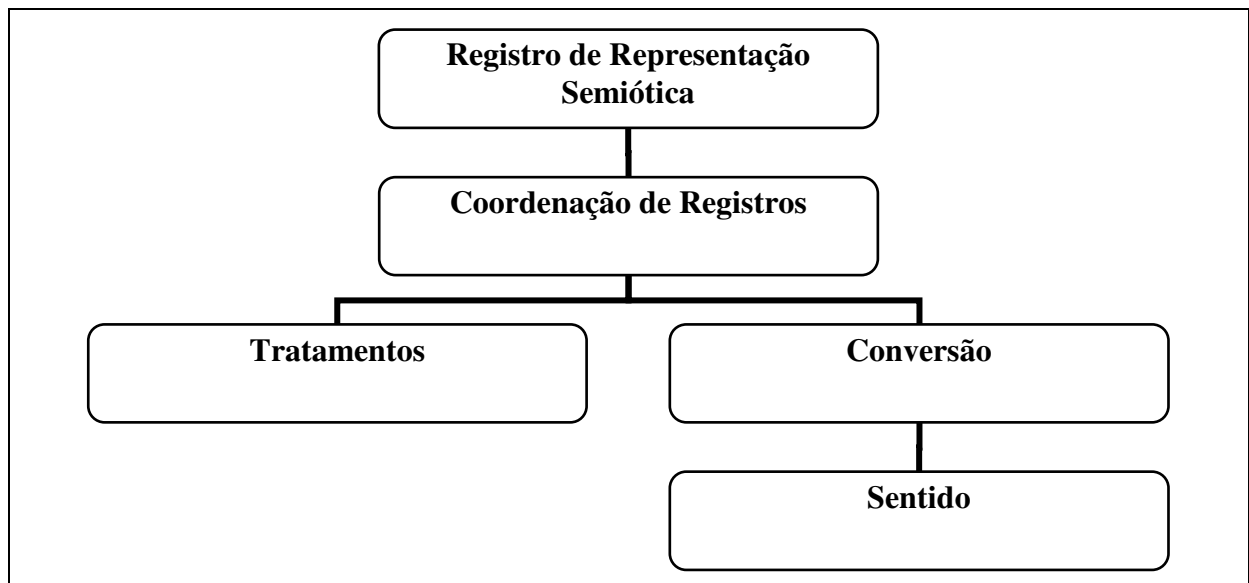 Registro de Representação
Semiótica
Coordenação de Registros
Tratamentos
Conversão
Sentido